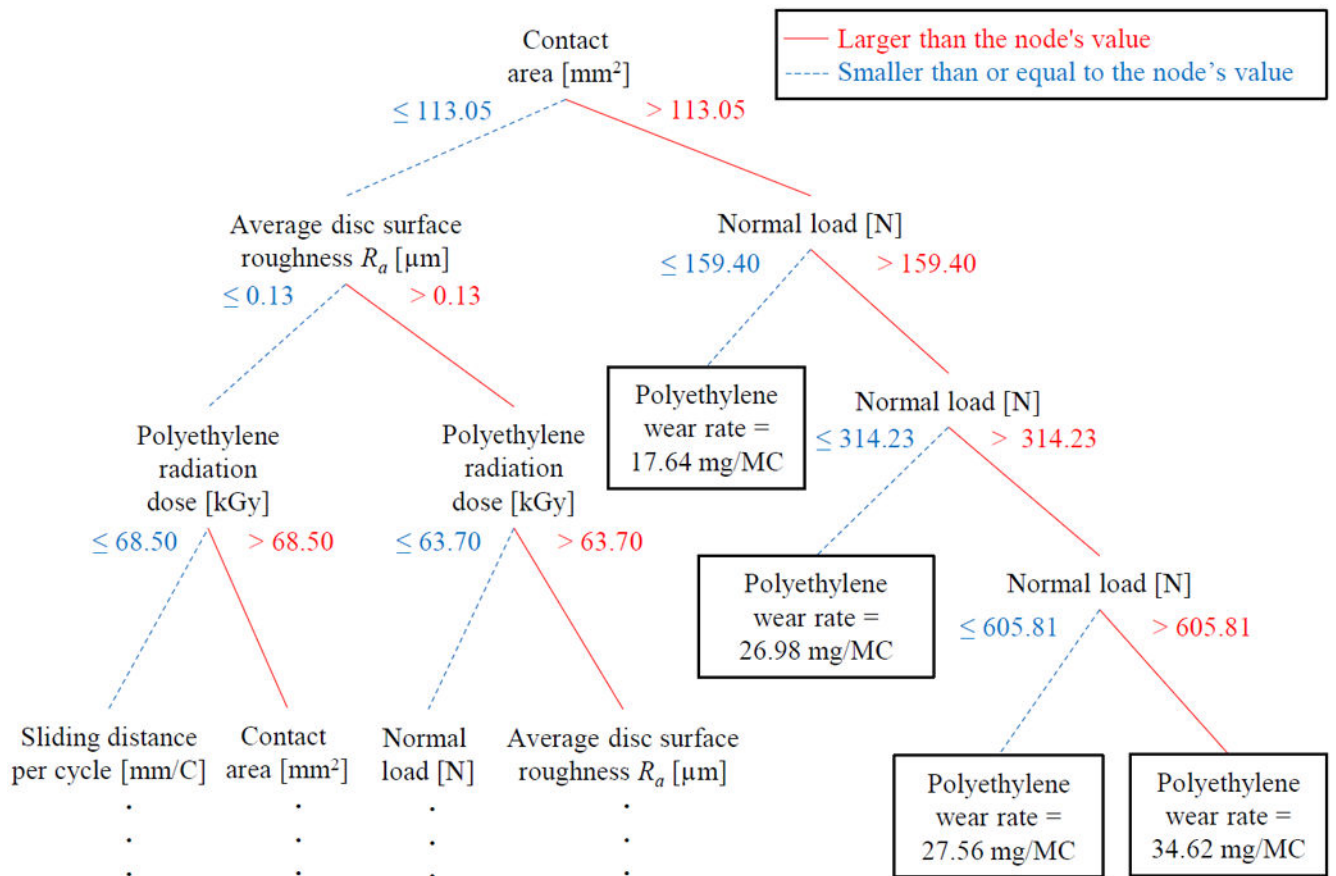 Contact
area [mm²]
Larger than the node's value
Smaller than or equal to the node’s value
≤ 113.05
> 113.05
Average disc surface
roughness Rₐ [µm]
Normal load [N]
≤ 0.13
> 0.13
≤ 159.40
> 159.40
Polyethylene
wear rate =
17.64 mg/MC
Normal load [N]
≤ 314.23
> 314.23
Polyethylene
radiation
dose [kGy]
Polyethylene
radiation
dose [kGy]
≤ 68.50
> 68.50
≤ 63.70
> 63.70
Polyethylene
wear rate =
26.98 mg/MC
Normal load [N]
≤ 605.81
> 605.81
Sliding distance
per cycle [mm/C]
Contact
area [mm²]
Normal
load [N]
Average disc surface
roughness Rₐ [µm]
Polyethylene
wear rate =
27.56 mg/MC
Polyethylene
wear rate =
34.62 mg/MC